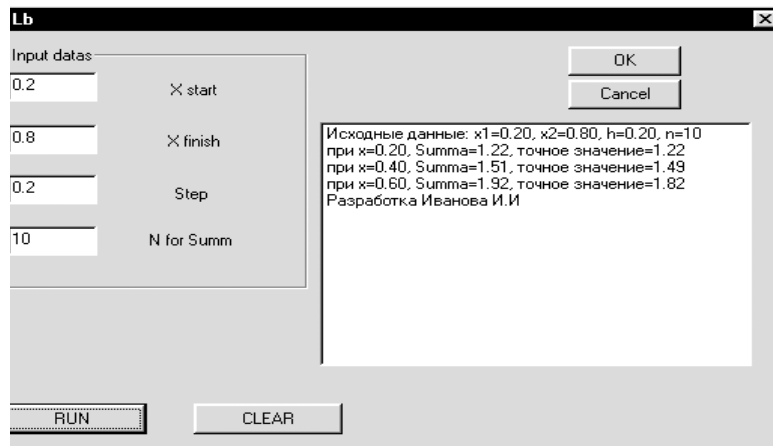 Lb
Input datas
0.2 X start
0.8 X finish
0.2 Step
10 N for Summ
OK
Cancel
Исходные данные: x1=0.20, x2=0.80, h=0.20, n=10
при x=0.20, Summa=1.22, точное значение=1.22
при x=0.40, Summa=1.51, точное значение=1.49
при x=0.60, Summa=1.92, точное значение=1.82
Разработка Иванова И.И
RUN
CLEAR